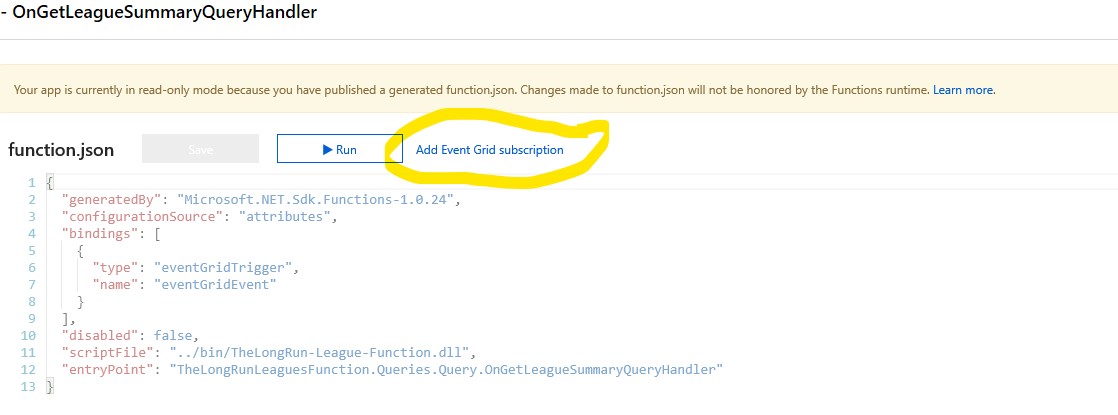 - OnGetLeagueSummaryQueryHandler
Your app is currently in read-only mode because you have published a generated function.json. Changes made to function.json will not be honored by the Functions runtime. Learn more.
function.json Save Run Add Event Grid subscription
1 {
2 "generatedBy": "Microsoft.NET.Sdk.Functions-1.0.24",
3 "configurationSource": "attributes",
4 "bindings": [
5 {
6 "type": "eventGridTrigger",
7 "name": "eventGridEvent"
8 }
9 ],
10 "disabled": false,
11 "scriptFile": "../bin/TheLongRun-League-Function.dll",
12 "entryPoint": "TheLongRunLeaguesFunction.Queries.Query.OnGetLeagueSummaryQueryHandler"
13 }